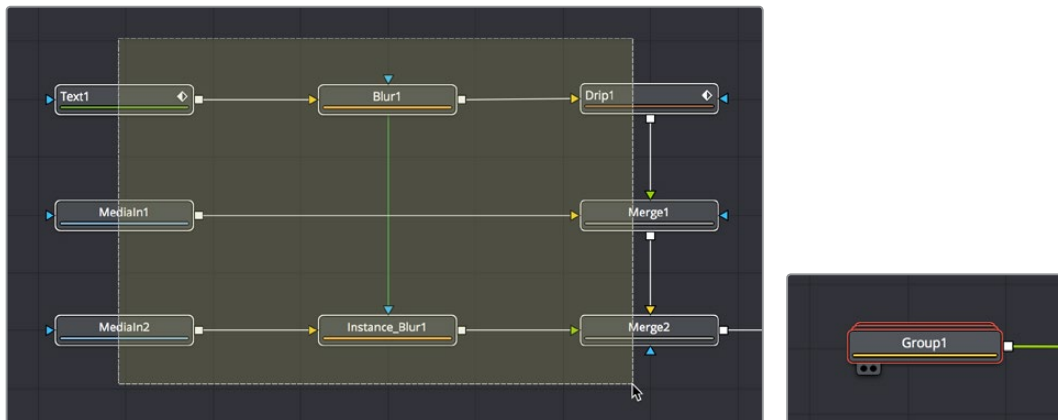 Text1
Blur1
Drip1
MediaIn1
Merge1
MediaIn2
Instance_Blur1
Merge2
Group1